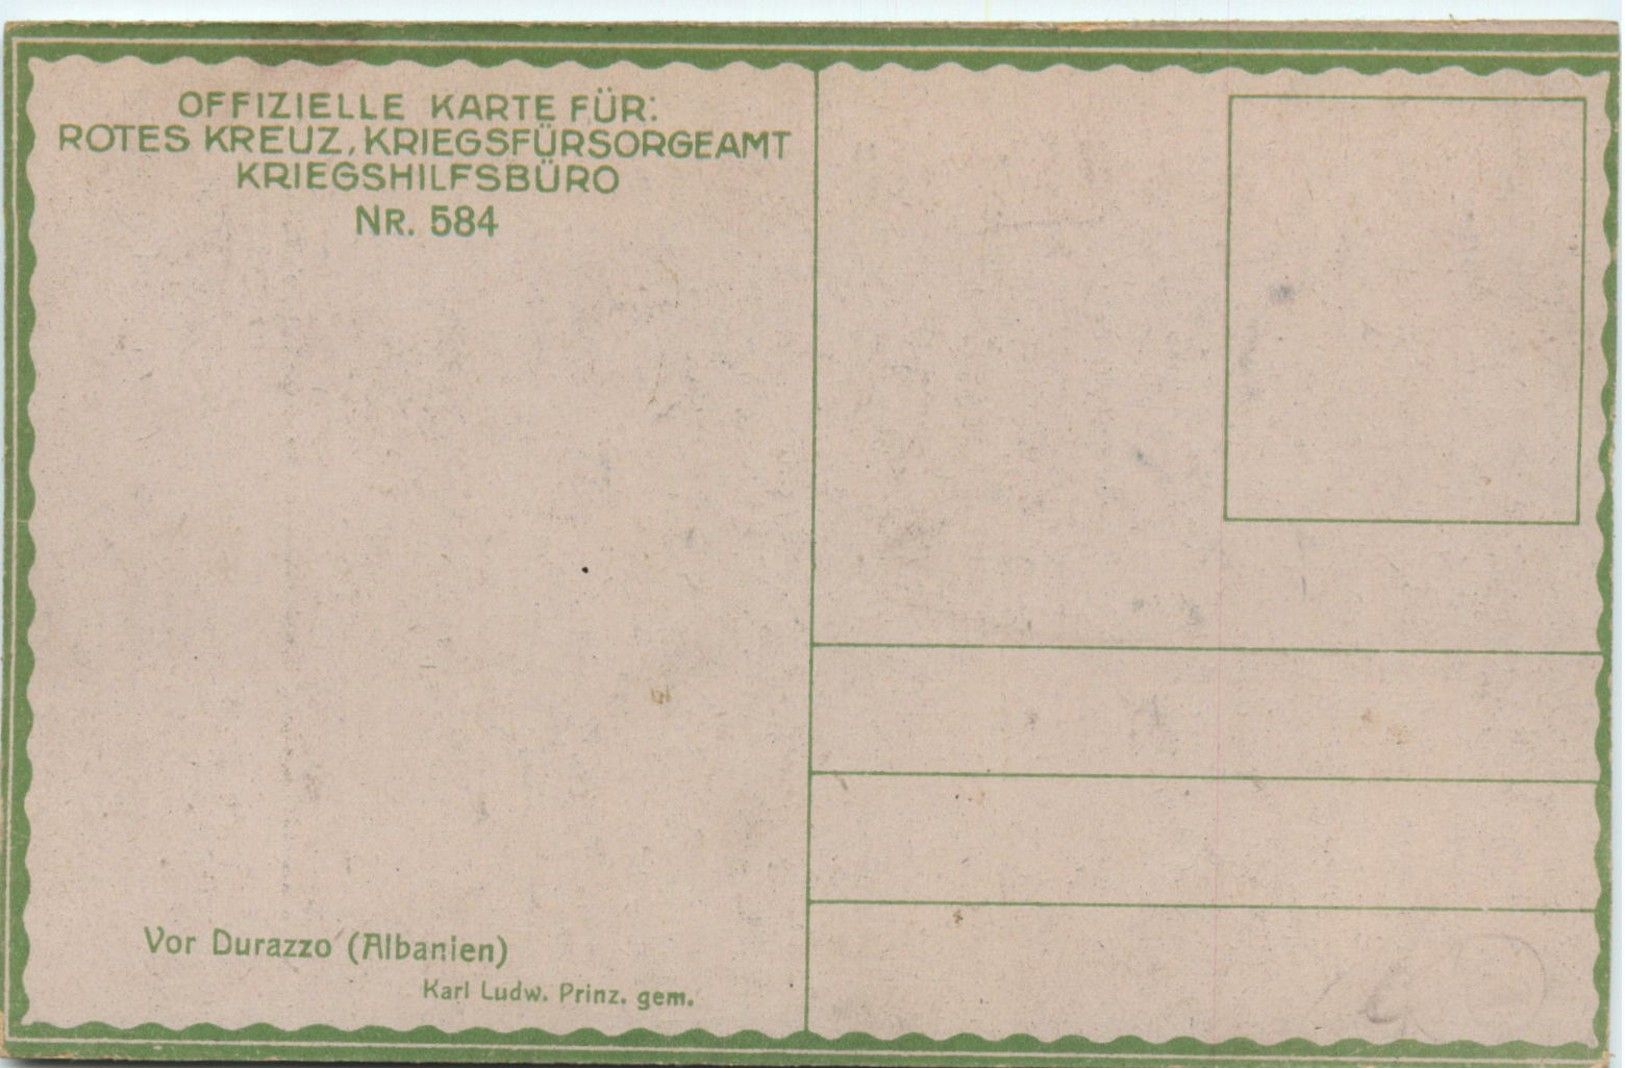 OFFIZIELLE KARTE FÜR:
ROTES KREUZ, KRIEGSFÜRSORGEAMT
KRIEGSHILFSBÜRO
NR. 584
Vor Durazzo (Albanien)
Karl Ludw. Prinz. gem.